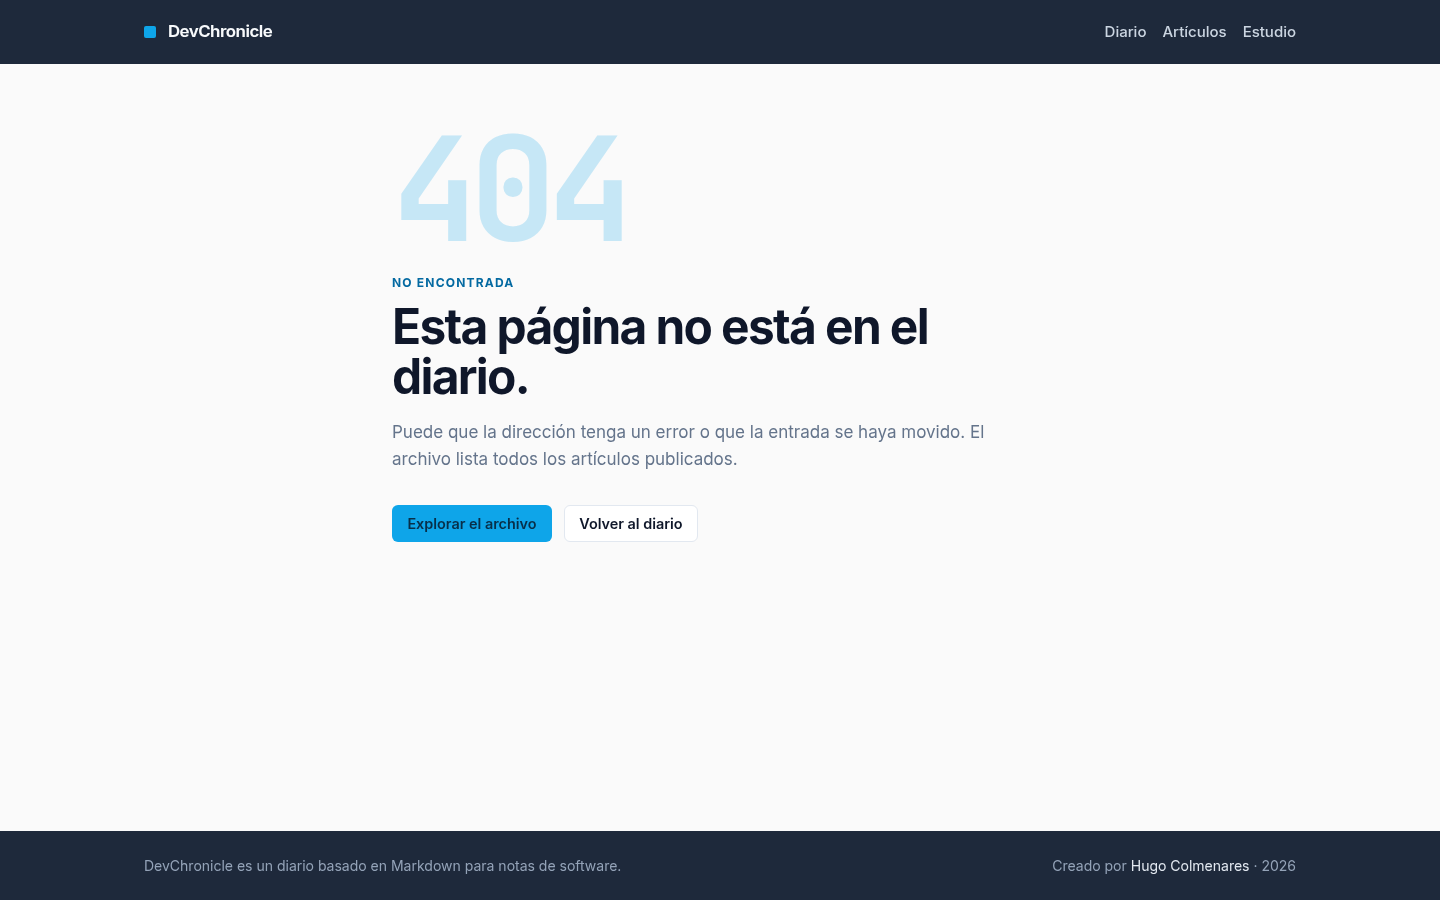 DevChronicle
Diario Artículos Estudio
404
NO ENCONTRADA
Esta página no está en el
diario.
Puede que la dirección tenga un error o que la entrada se haya movido. El
archivo lista todos los artículos publicados.
Explorar el archivo Volver al diario
DevChronicle es un diario basado en Markdown para notas de software.
Creado por Hugo Colmenares · 2026